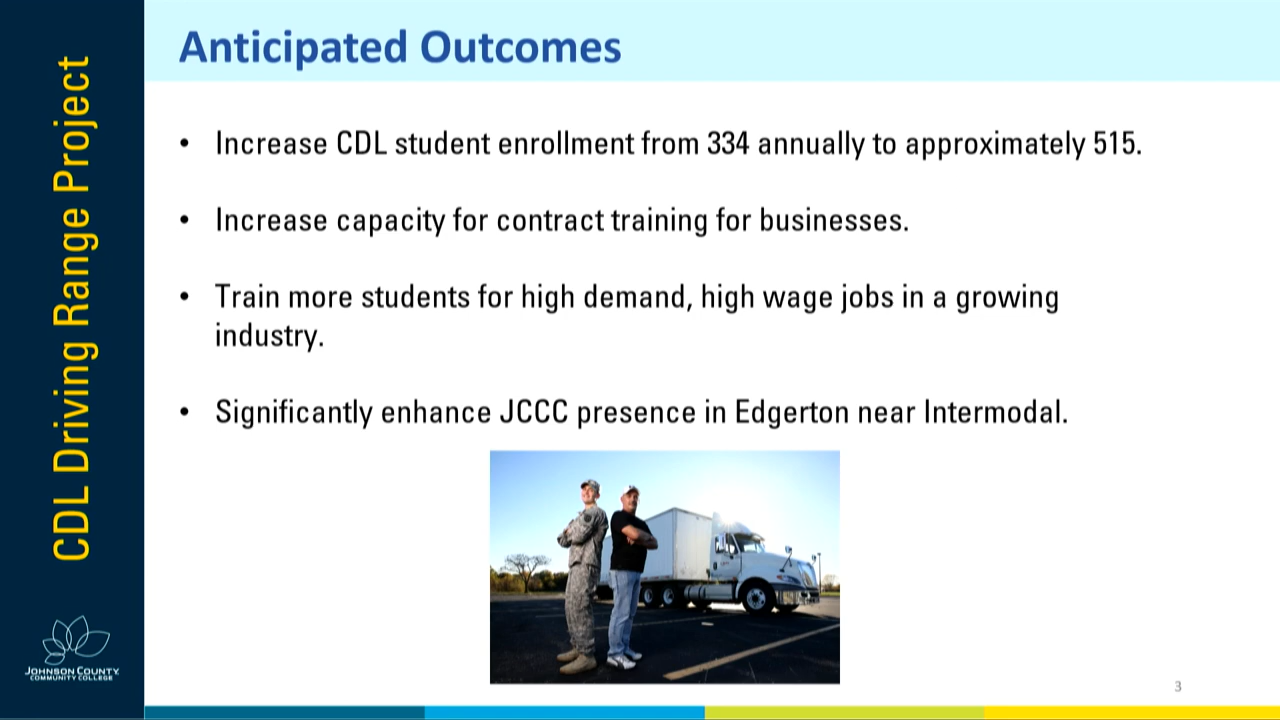 Anticipated Outcomes
CDL Driving Range Project
• Increase CDL student enrollment from 334 annually to approximately 515.
• Increase capacity for contract training for businesses.
• Train more students for high demand, high wage jobs in a growing
industry.
• Significantly enhance JCCC presence in Edgerton near Intermodal.
JOHNSON COUNTY
COMMUNITY COLLEGE
3